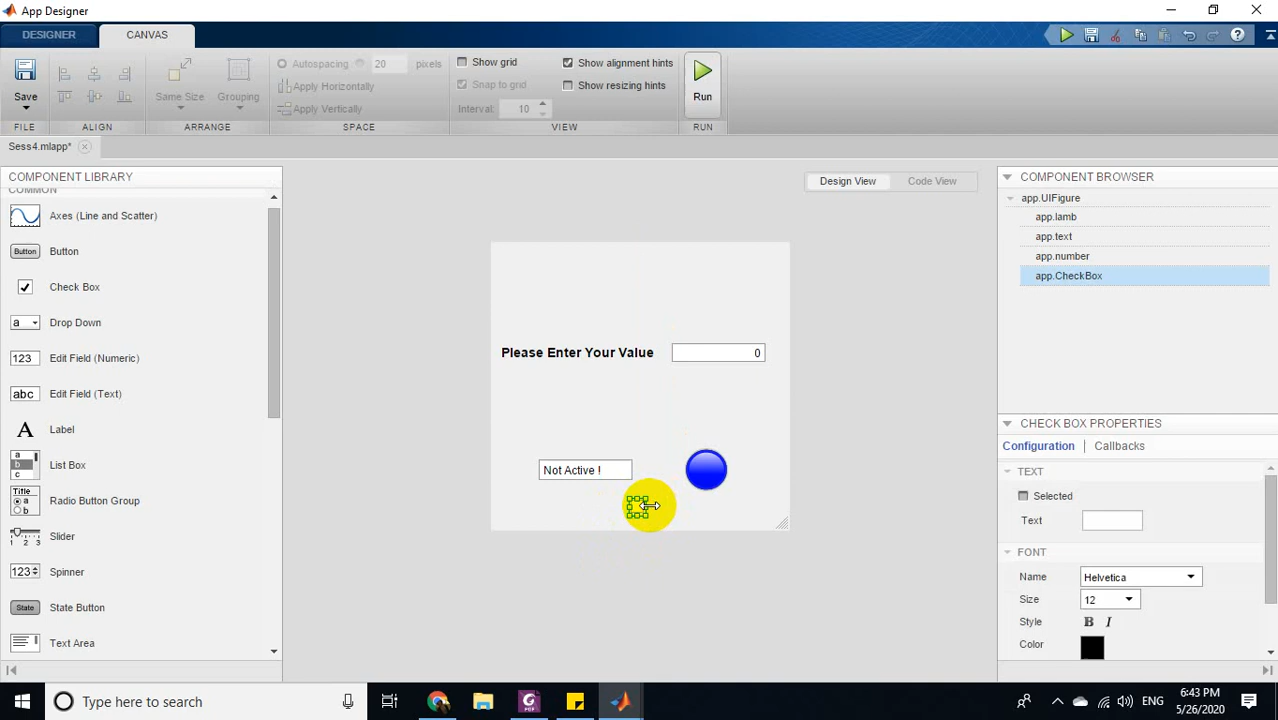 App Designer
DESIGNER CANVAS
Save
Same Size Grouping
Autospacing 20 pixels
Apply Horizontally
Apply Vertically
Show grid
Snap to grid
Interval: 10
Show alignment hints
Show resizing hints
Run
FILE ALIGN ARRANGE SPACE VIEW RUN
Sess4.mlapp*
COMPONENT LIBRARY
COMMON
Axes (Line and Scatter)
Button Button
Check Box
a Drop Down
123 Edit Field (Numeric)
abc Edit Field (Text)
A Label
a b c List Box
Title a b Radio Button Group
1 2 3 Slider
123 Spinner
State State Button
Text Area
Design View Code View
Please Enter Your Value 0
Not Active !
COMPONENT BROWSER
app.UIFigure
app.lamb
app.text
app.number
app.CheckBox
CHECK BOX PROPERTIES
Configuration Callbacks
TEXT
Selected
Text
FONT
Name Helvetica
Size 12
Style B I
Color
Type here to search
ENG
6:43 PM
5/26/2020